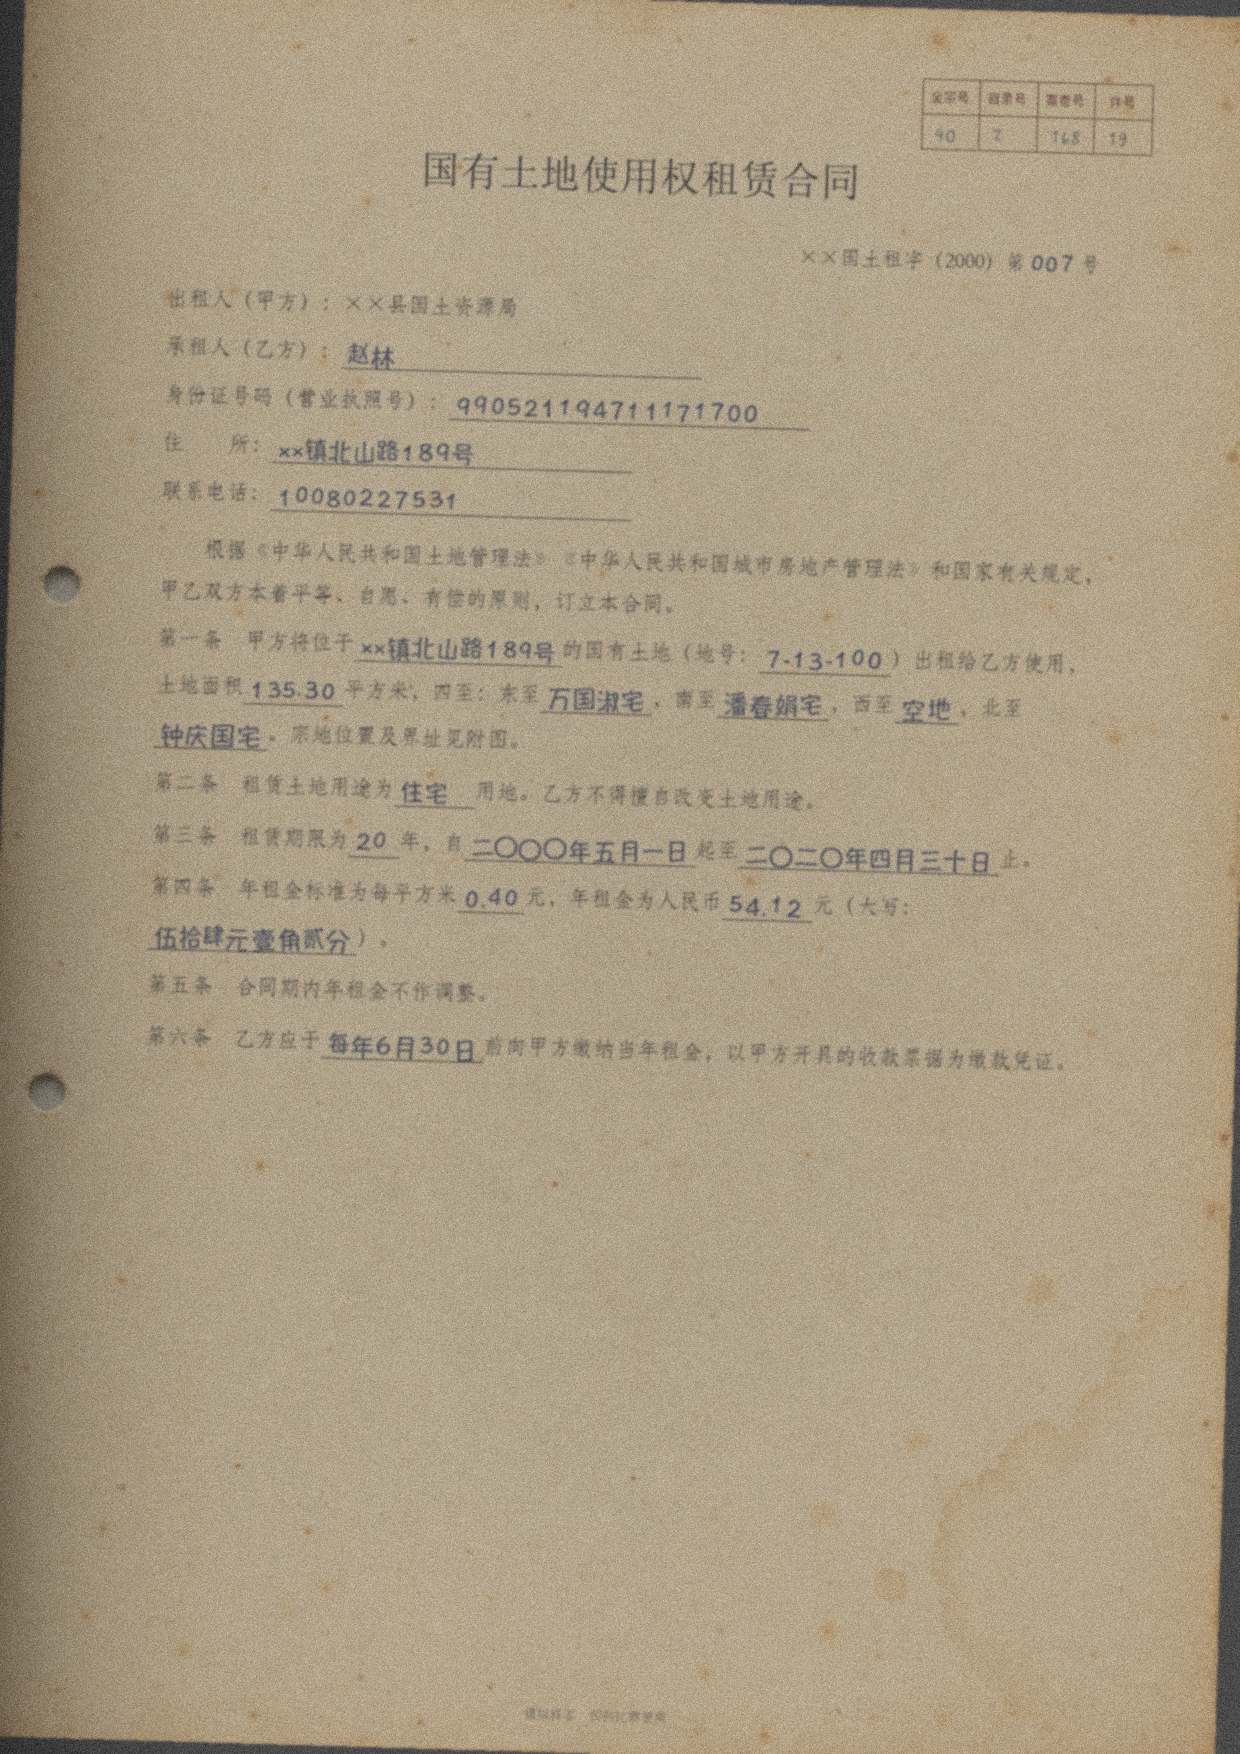 全宗号 目录号 案卷号 件号
90 2 168 19
国有土地使用权租赁合同
××国土租字（2000）第007号
出租人（甲方）：××县国土资源局
承租人（乙方）：赵林
身份证号码（营业执照号）：990521194711171700
住　　所：××镇北山路189号
联系电话：10080227531
根据《中华人民共和国土地管理法》《中华人民共和国城市房地产管理法》和国家有关规定，
甲乙双方本着平等、自愿、有偿的原则，订立本合同。
第一条　甲方将位于××镇北山路189号的国有土地（地号：7-13-100）出租给乙方使用，
土地面积135.30平方米，四至：东至万国淑宅，南至潘春娟宅，西至空地，北至
钟庆国宅。宗地位置及界址见附图。
第二条　租赁土地用途为住宅　用地。乙方不得擅自改变土地用途。
第三条　租赁期限为20年，自二〇〇〇年五月一日起至二〇二〇年四月三十日止。
第四条　年租金标准为每平方米0.40元，年租金为人民币54.12元（大写：
伍拾肆元壹角贰分）。
第五条　合同期内年租金不作调整。
第六条　乙方应于每年6月30日前向甲方缴纳当年租金，以甲方开具的收款票据为缴款凭证。